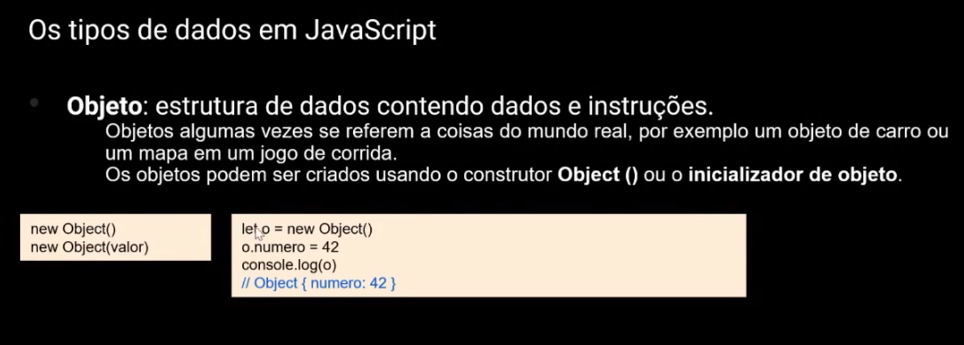 Os tipos de dados em JavaScript
Objeto: estrutura de dados contendo dados e instruções.
Objetos algumas vezes se referem a coisas do mundo real, por exemplo um objeto de carro ou
um mapa em um jogo de corrida.
Os objetos podem ser criados usando o construtor Object () ou o inicializador de objeto.
new Object()
new Object(valor)
let o = new Object()
o.numero = 42
console.log(o)
// Object { numero: 42 }